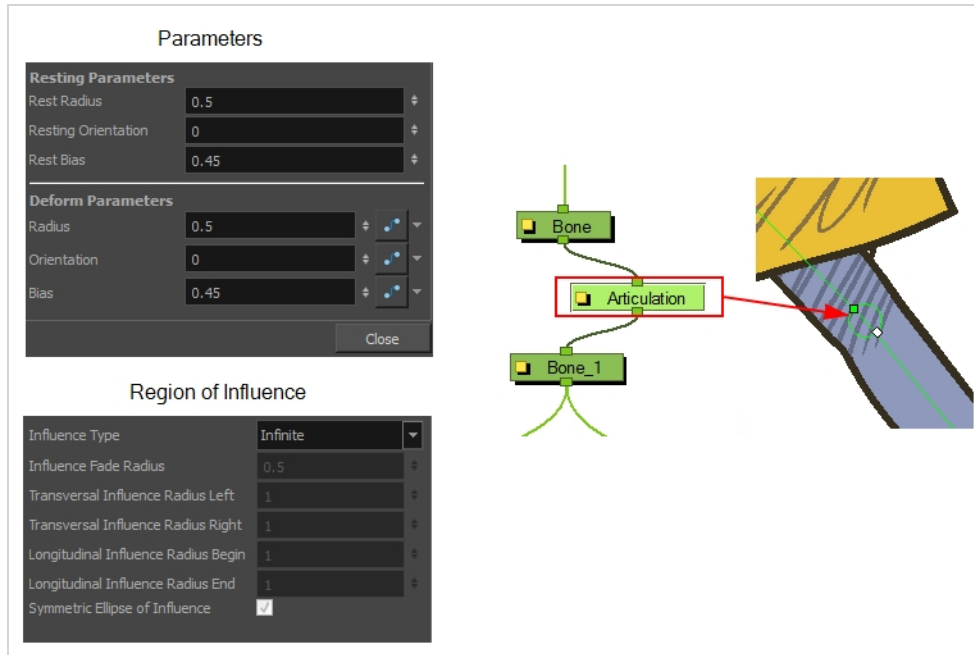 Parameters
Resting Parameters
Rest Radius 0.5
Resting Orientation 0
Rest Bias 0.45
Deform Parameters
Radius 0.5
Orientation 0
Bias 0.45
Close
Region of Influence
Influence Type Infinite
Influence Fade Radius 0.5
Transversal Influence Radius Left 1
Transversal Influence Radius Right 1
Longitudinal Influence Radius Begin 1
Longitudinal Influence Radius End 1
Symmetric Ellipse of Influence
Bone
Articulation
Bone_1